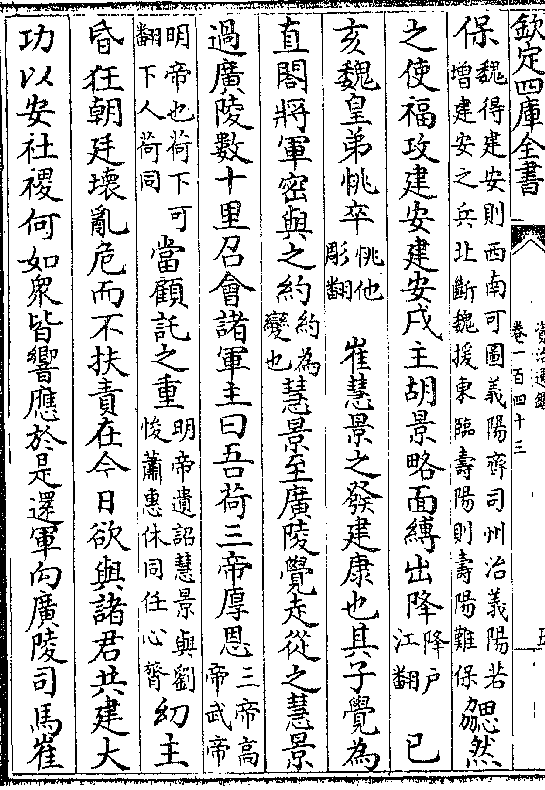 欽定四庫全書
資治通鑑
卷一百四十三
五
保魏得建安則西南可圖義陽齊司州治義陽若增建安之兵北斷魏援東臨壽陽則壽陽難保勰然
之使福攻建安建安戍主胡景略面縛出降降戶江翻 己
亥魏皇弟恌卒恌他彫翻 崔慧景之發建康也其子覺為
直閤將軍密與之約約為變也慧景至廣陵覺走從之慧景
過廣陵數十里召會諸軍主曰吾荷三帝厚恩三帝高帝武帝
明帝也荷下可翻下人荷同當顧託之重明帝遺詔慧景與劉悛蕭惠休同任心膂幼主
昏狂朝廷壞亂危而不扶責在今日欲與諸君共建大
功以安社稷何如衆皆響應於是還軍向廣陵司馬崔